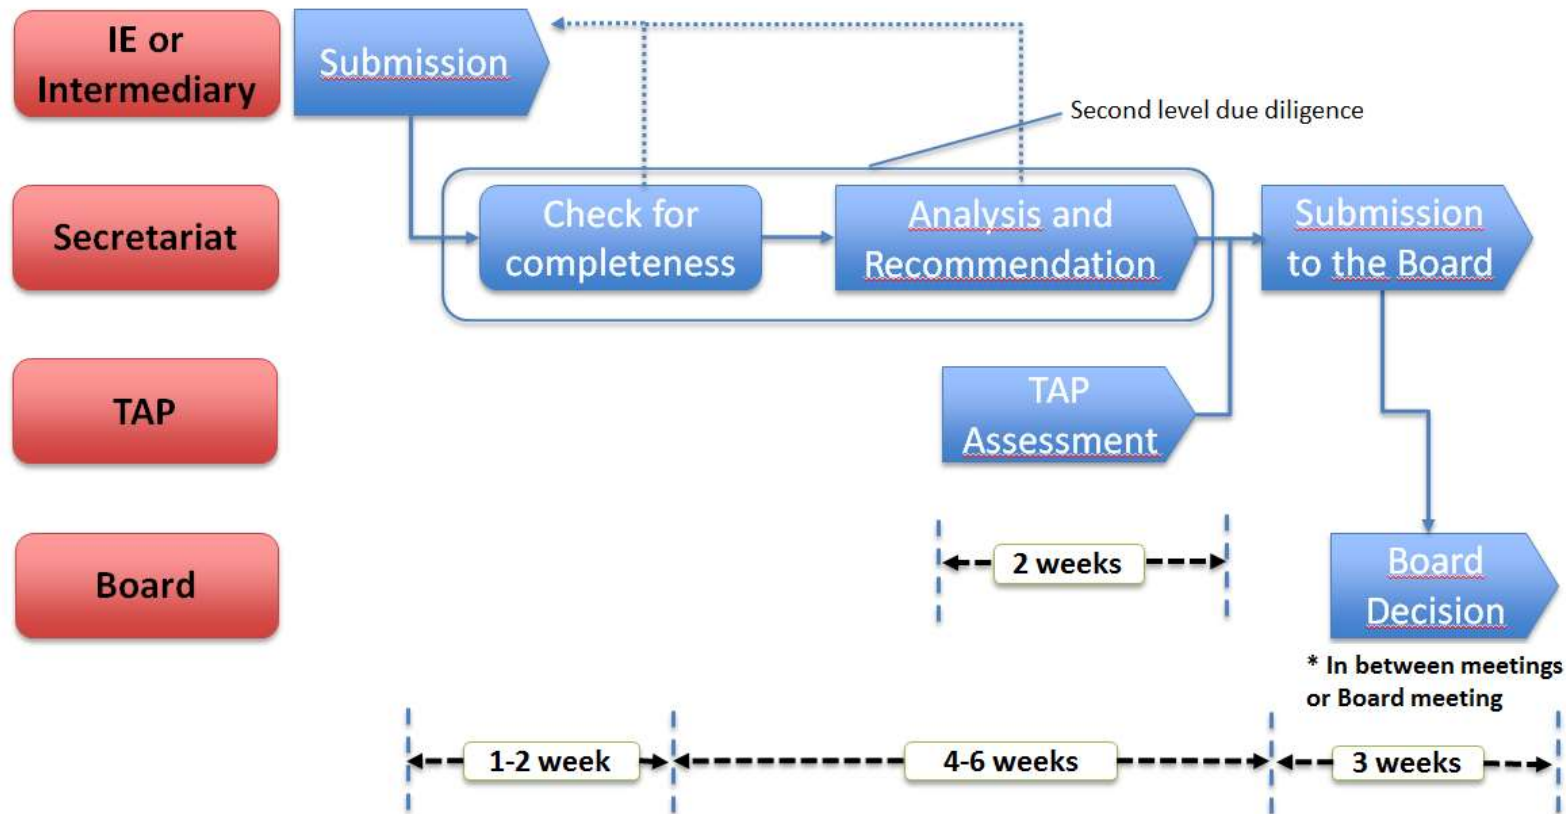 IE or
Intermediary
Submission
Second level due diligence
Secretariat
Check for
completeness
Analysis and
Recommendation
Submission
to the Board
TAP
TAP
Assessment
Board
2 weeks
Board
Decision
* In between meetings
or Board meeting
1-2 week
4-6 weeks
3 weeks